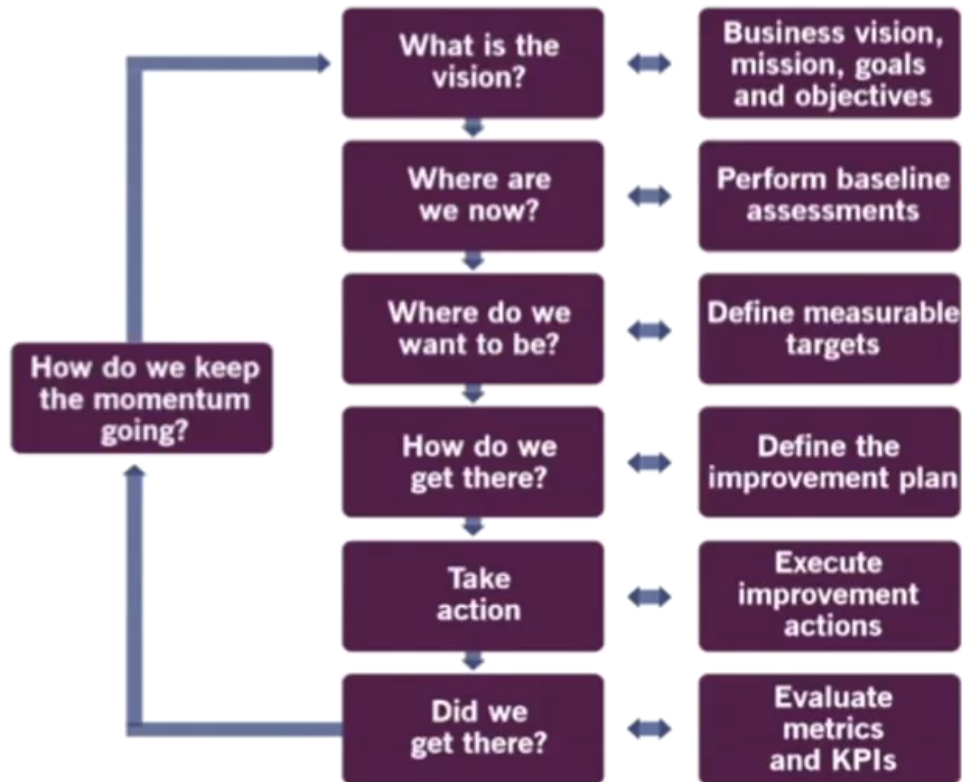 What is the
vision?
Business vision,
mission, goals
and objectives
Where are
we now?
Perform baseline
assessments
Where do we
want to be?
Define measurable
targets
How do we keep
the momentum
going?
How do we
get there?
Define the
improvement plan
Take
action
Execute
improvement
actions
Did we
get there?
Evaluate
metrics
and KPIs